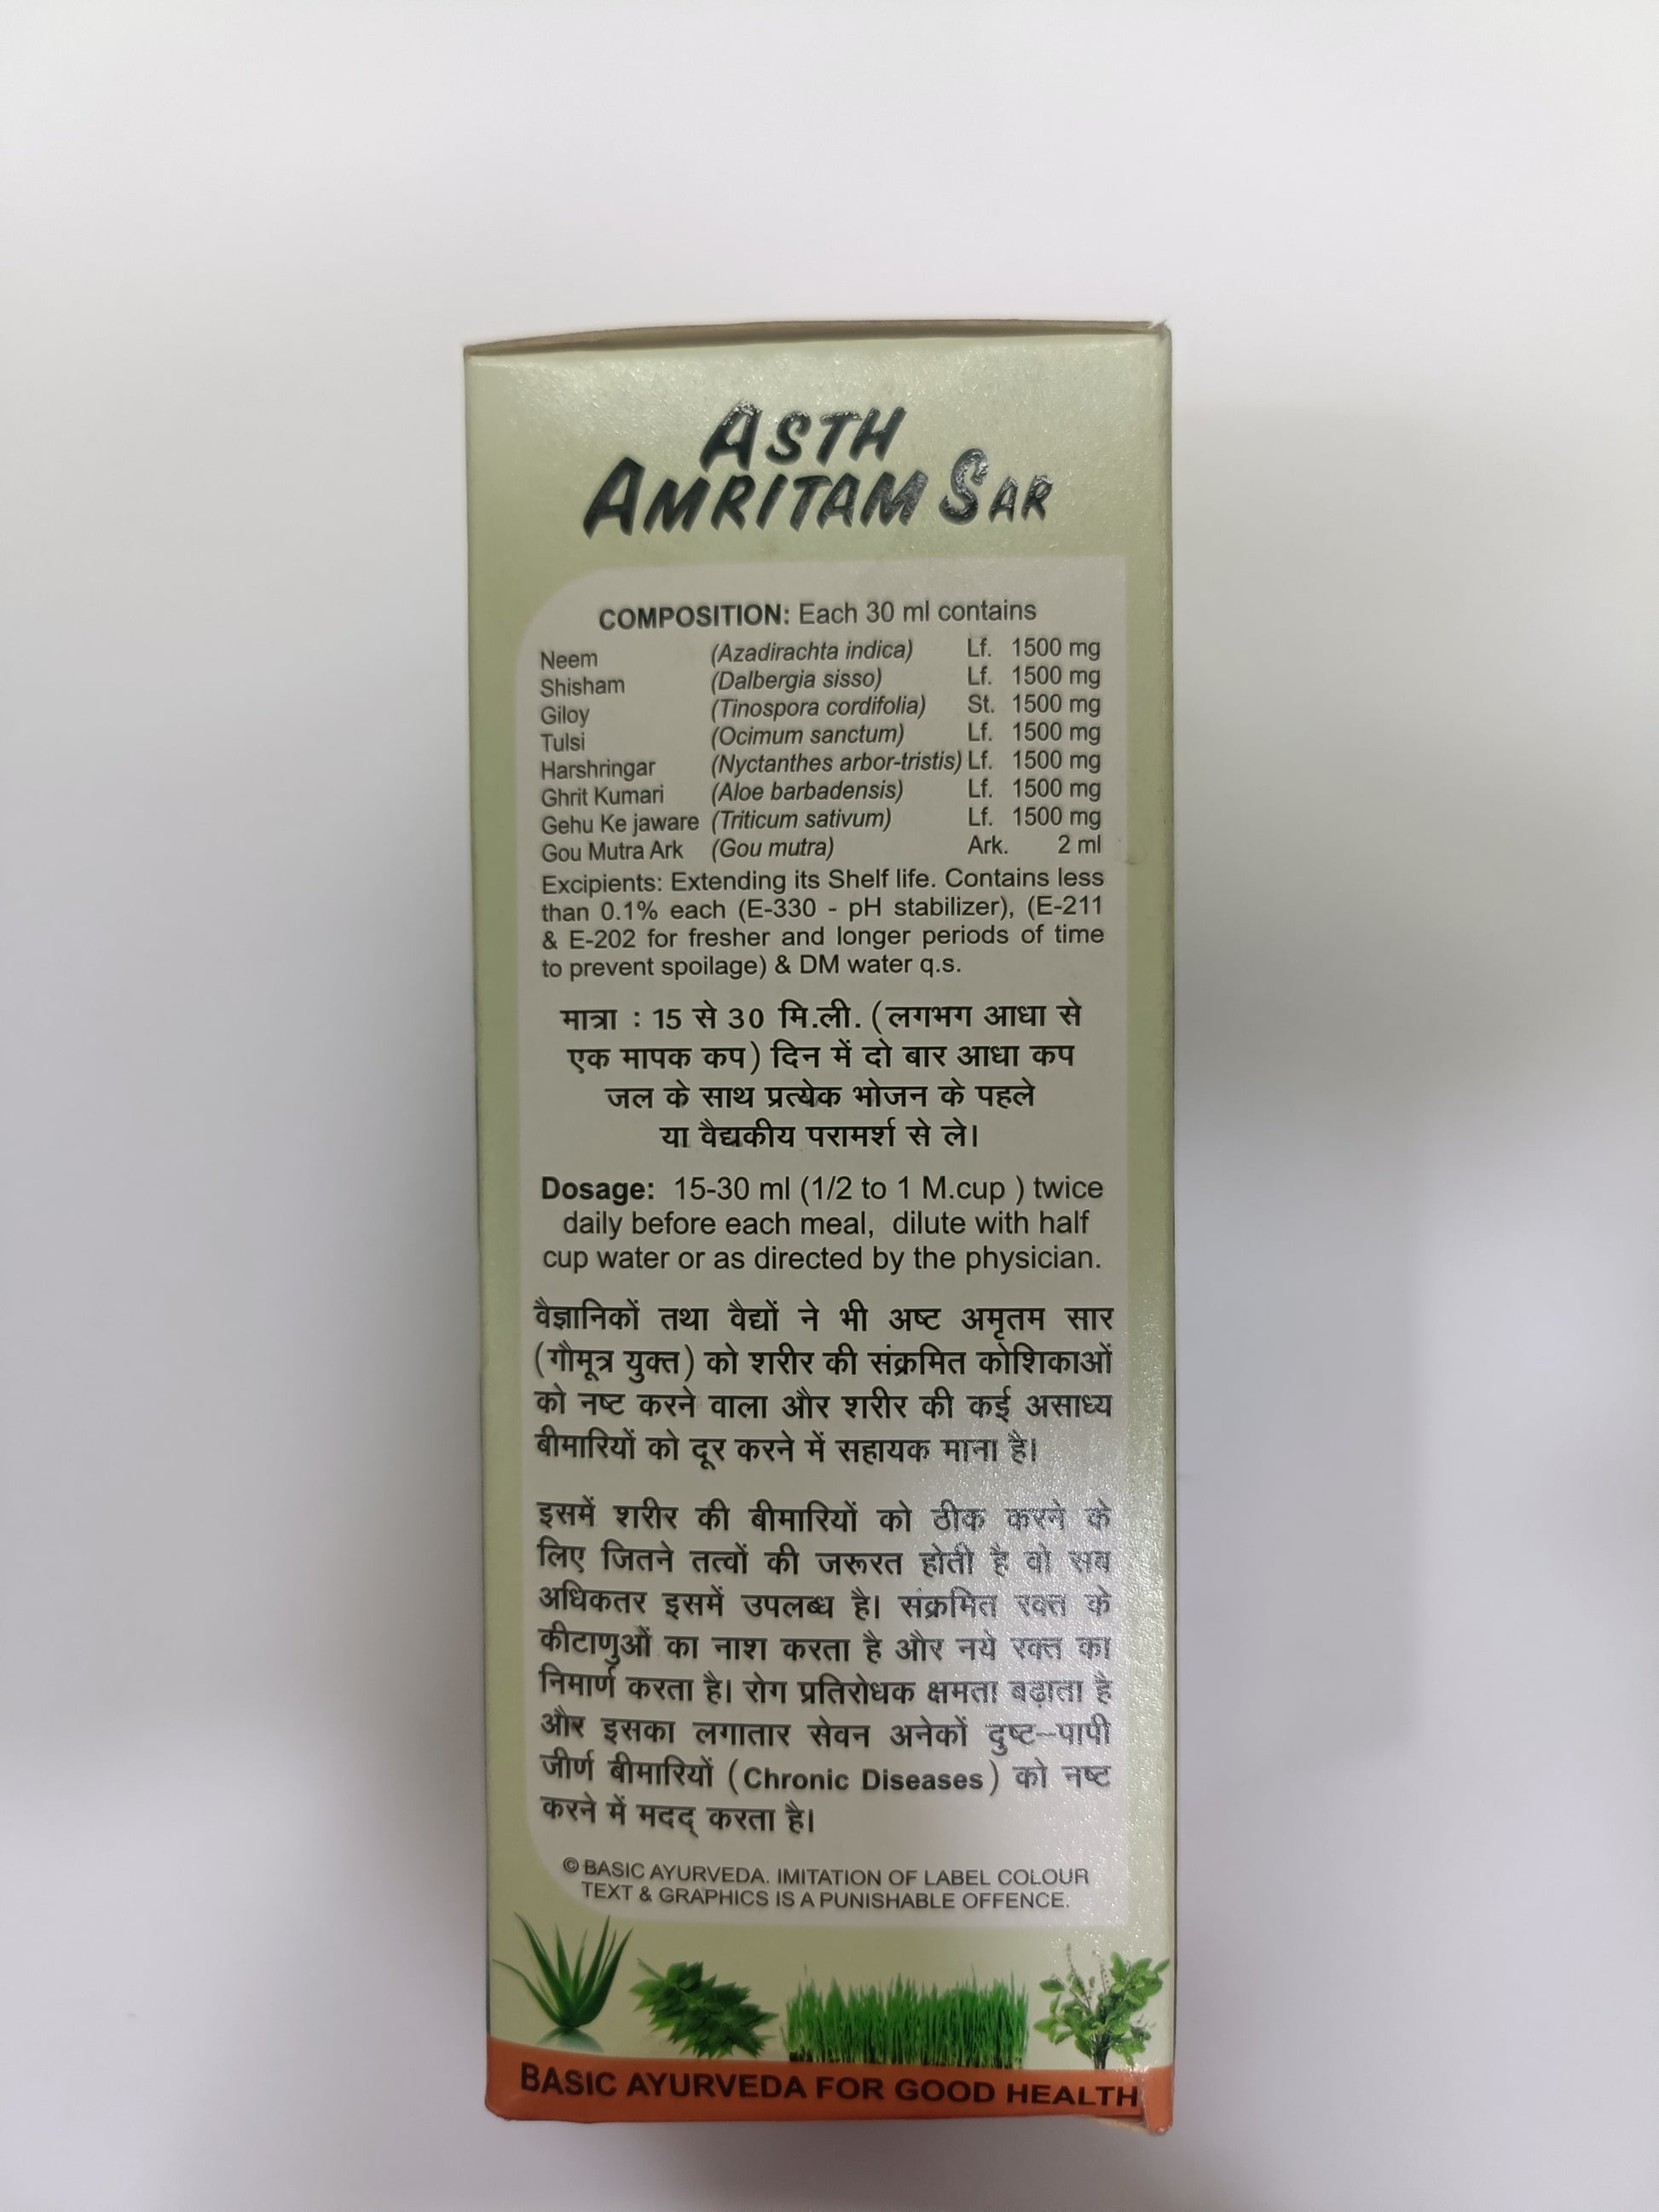 ASTH
AMRITAM SAR
COMPOSITION: Each 30 ml contains
Neem (Azadirachta indica) Lf. 1500 mg
Shisham (Dalbergia sisso) Lf. 1500 mg
Giloy (Tinospora cordifolia) St. 1500 mg
Tulsi (Ocimum sanctum) Lf. 1500 mg
Harshringar (Nyctanthes arbor-tristis) Lf. 1500 mg
Ghrit Kumari (Aloe barbadensis) Lf. 1500 mg
Gehu Ke jaware (Triticum sativum) Lf. 1500 mg
Gou Mutra Ark (Gou mutra) Ark. 2 ml
Excipients: Extending its Shelf life. Contains less
than 0.1% each (E-330 - pH stabilizer), (E-211
& E-202 for fresher and longer periods of time
to prevent spoilage) & DM water q.s.
मात्रा : 15 से 30 मि.ली. (लगभग आधा से
एक मापक कप) दिन में दो बार आधा कप
जल के साथ प्रत्येक भोजन के पहले
या वैद्यकीय परामर्श से ले।
Dosage: 15-30 ml (1/2 to 1 M.cup ) twice
daily before each meal, dilute with half
cup water or as directed by the physician.
वैज्ञानिकों तथा वैद्यों ने भी अष्ट अमृतम सार
(गौमूत्र युक्त) को शरीर की संक्रमित कोशिकाओं
को नष्ट करने वाला और शरीर की कई असाध्य
बीमारियों को दूर करने में सहायक माना है।
इसमें शरीर की बीमारियों को ठीक करने के
लिए जितने तत्वों की जरूरत होती है वो सब
अधिकतर इसमें उपलब्ध है। संक्रमित रक्त के
कीटाणुओं का नाश करता है और नये रक्त का
निमार्ण करता है। रोग प्रतिरोधक क्षमता बढ़ाता है
और इसका लगातार सेवन अनेकों दुष्ट–पापी
जीर्ण बीमारियों (Chronic Diseases) को नष्ट
करने में मदद् करता है।
© BASIC AYURVEDA. IMITATION OF LABEL COLOUR
TEXT & GRAPHICS IS A PUNISHABLE OFFENCE.
BASIC AYURVEDA FOR GOOD HEALTH